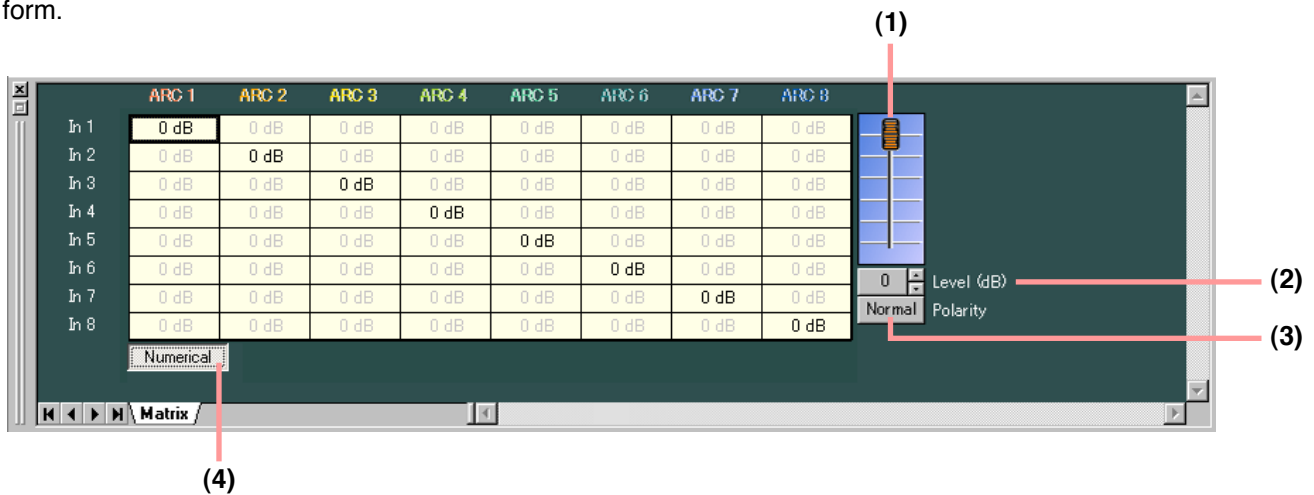 form.
(1)
ARC 1 ARC 2 ARC 3 ARC 4 ARC 5 ARC 6 ARC 7 ARC 8
In 1 0 dB 0 dB 0 dB 0 dB 0 dB 0 dB 0 dB 0 dB
In 2 0 dB 0 dB 0 dB 0 dB 0 dB 0 dB 0 dB 0 dB
In 3 0 dB 0 dB 0 dB 0 dB 0 dB 0 dB 0 dB 0 dB
In 4 0 dB 0 dB 0 dB 0 dB 0 dB 0 dB 0 dB 0 dB
In 5 0 dB 0 dB 0 dB 0 dB 0 dB 0 dB 0 dB 0 dB
In 6 0 dB 0 dB 0 dB 0 dB 0 dB 0 dB 0 dB 0 dB
In 7 0 dB 0 dB 0 dB 0 dB 0 dB 0 dB 0 dB 0 dB
In 8 0 dB 0 dB 0 dB 0 dB 0 dB 0 dB 0 dB 0 dB
0 Level (dB) (2)
Normal Polarity
(3)
Numerical
Matrix
(4)